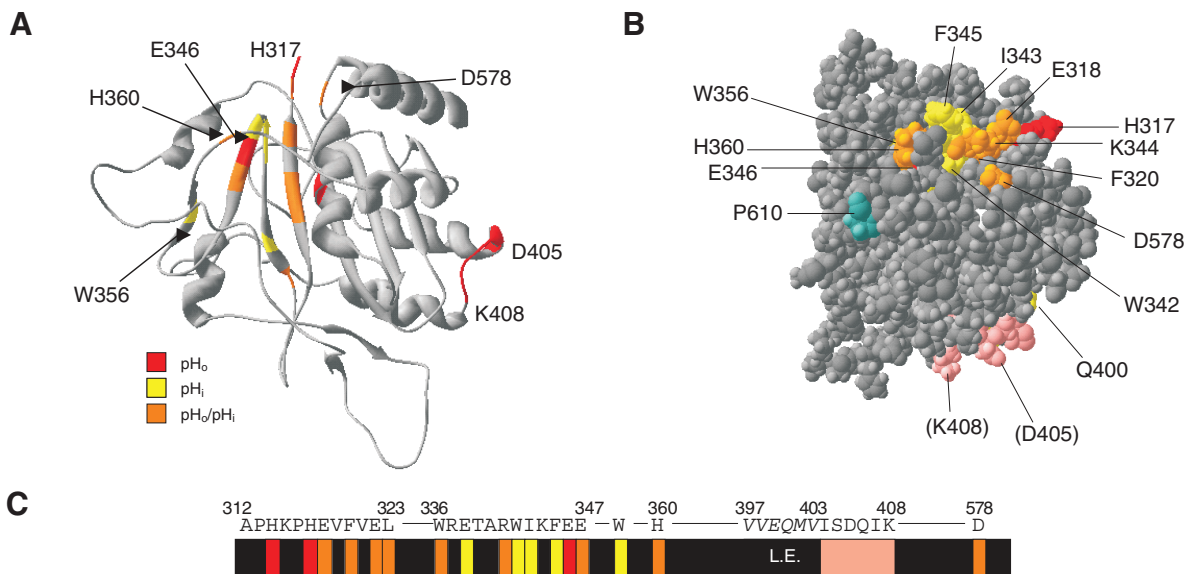 A
E346
H317
D578
H360
W356
D405
K408
pHo
pHi
pHo/pHi
B
F345
I343
E318
W356
H317
H360
K344
E346
F320
P610
D578
W342
Q400
(K408)
(D405)
C
312 323 336 347 360 397 403 408 578
APHKPHEVFVEL WRETARWIKFEE W H VVEQMVISDQIK D
L.E.